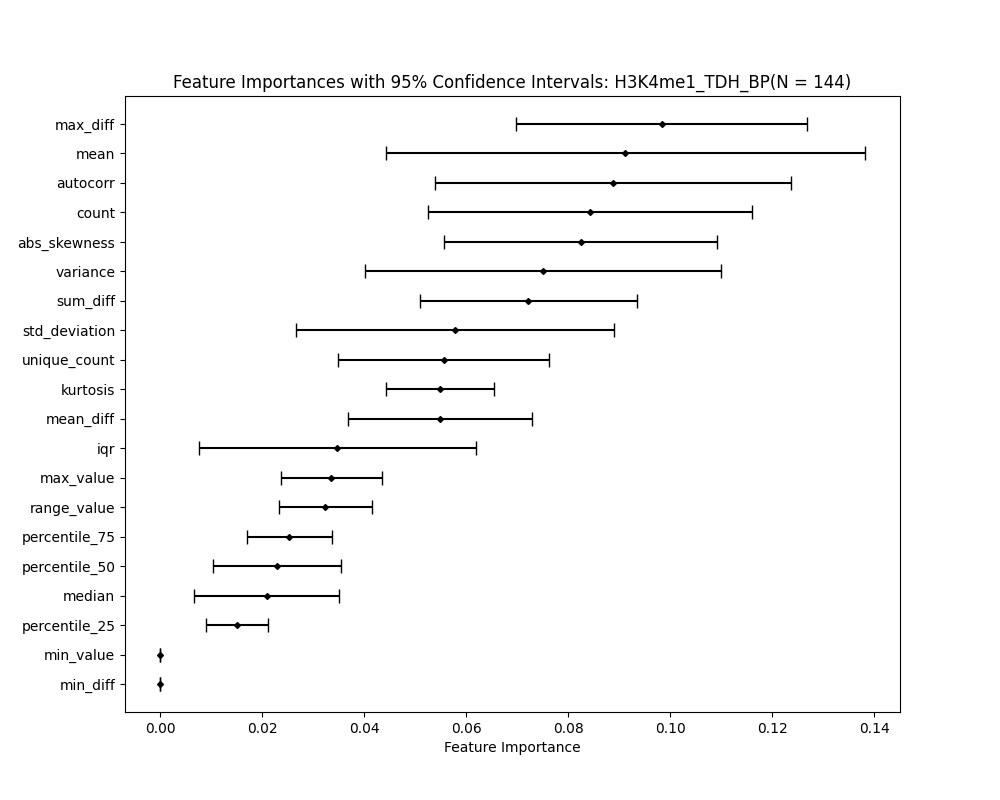 Feature Importances with 95% Confidence Intervals: H3K4me1_TDH_BP(N = 144)
max_diff
mean
autocorr
count
abs_skewness
variance
sum_diff
std_deviation
unique_count
kurtosis
mean_diff
iqr
max_value
range_value
percentile_75
percentile_50
median
percentile_25
min_value
min_diff
0.00 0.02 0.04 0.06 0.08 0.10 0.12 0.14
Feature Importance